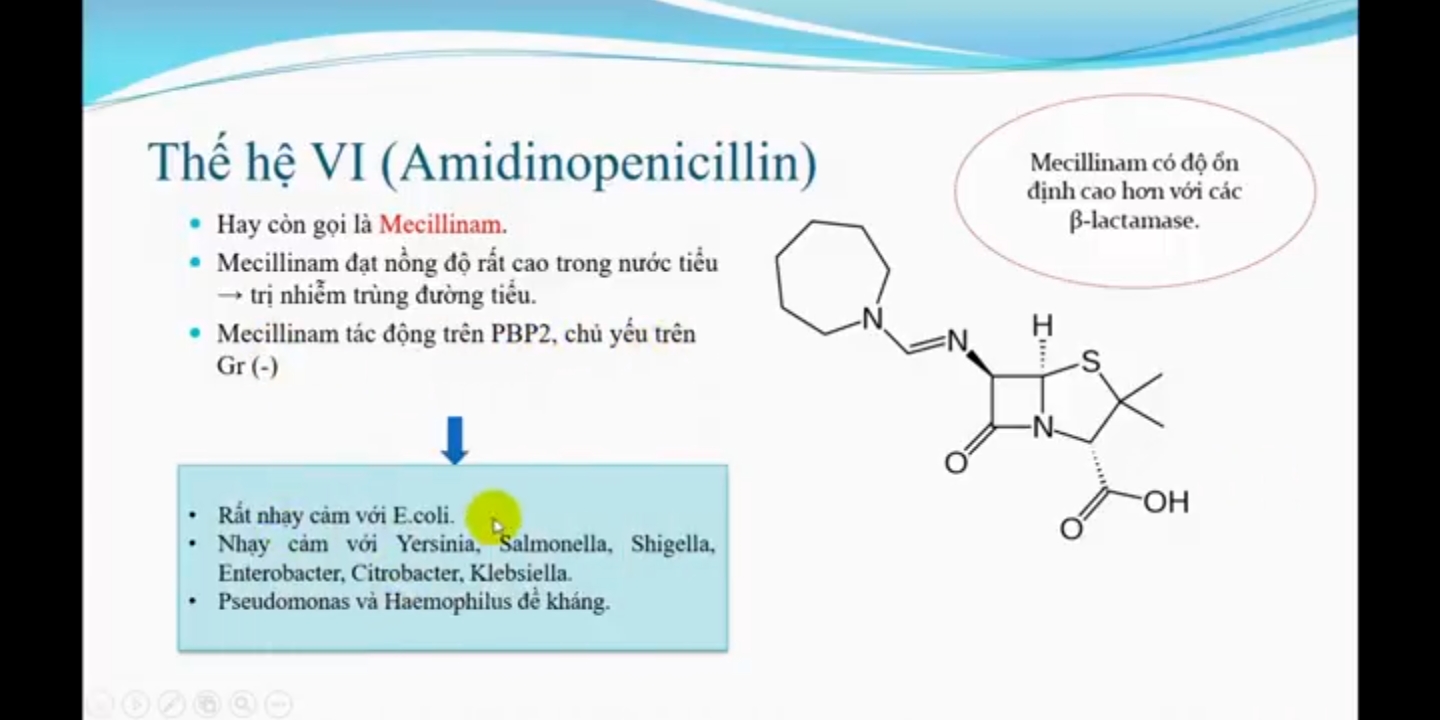 Thế hệ VI (Amidinopenicillin)
Mecillinam có độ ổn
định cao hơn với các
β-lactamase.
• Hay còn gọi là Mecillinam.
• Mecillinam đạt nồng độ rất cao trong nước tiểu
→ trị nhiễm trùng đường tiểu.
• Mecillinam tác động trên PBP2, chủ yếu trên
Gr (-)
• Rất nhạy cảm với E.coli.
• Nhạy cảm với Yersinia, Salmonella, Shigella,
Enterobacter, Citrobacter, Klebsiella.
• Pseudomonas và Haemophilus đề kháng.
N
N
H
S
N
O
O
OH